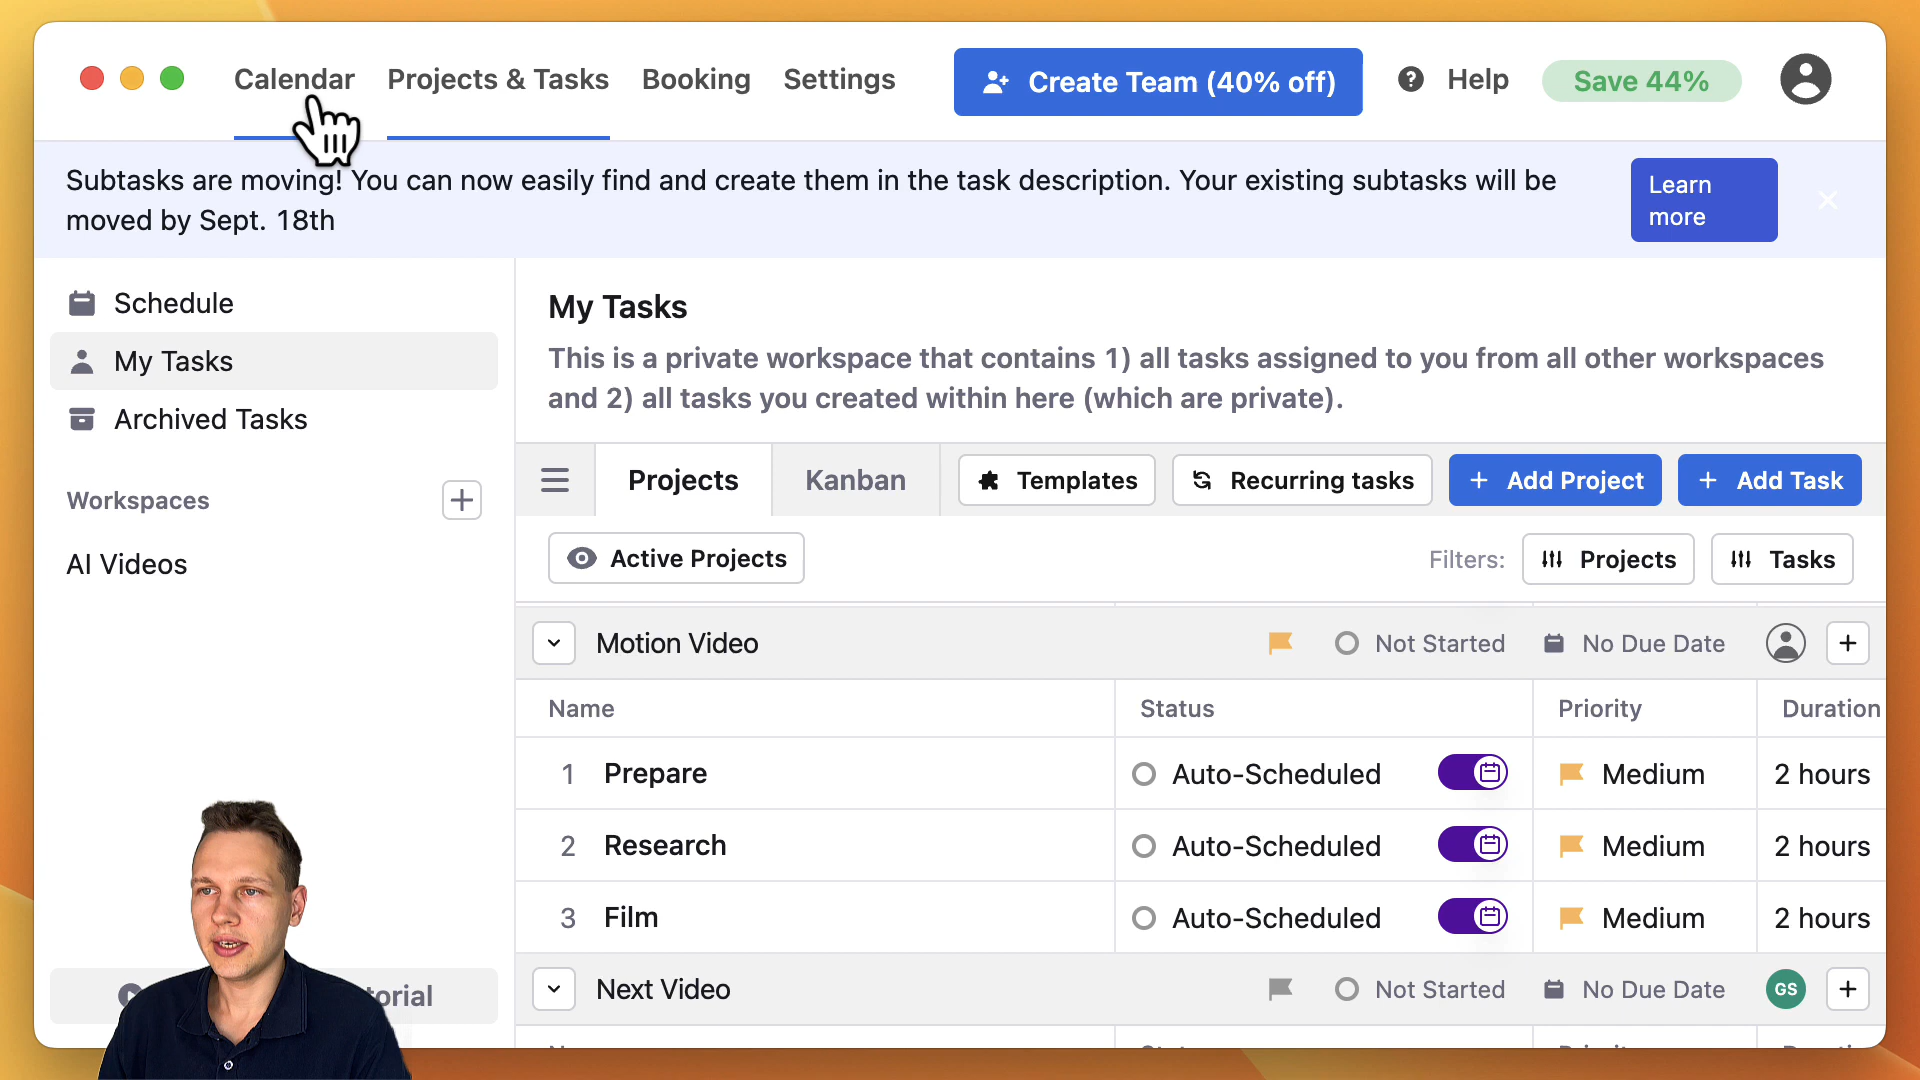 Calendar Projects & Tasks Booking Settings Create Team (40% off) Help Save 44%
Subtasks are moving! You can now easily find and create them in the task description. Your existing subtasks will be
moved by Sept. 18th
Learn
more
Schedule
My Tasks
Archived Tasks
Workspaces
AI Videos
My Tasks
This is a private workspace that contains 1) all tasks assigned to you from all other workspaces
and 2) all tasks you created within here (which are private).
Projects Kanban Templates Recurring tasks + Add Project + Add Task
Active Projects Filters: Projects Tasks
Motion Video Not Started No Due Date
Name Status Priority Duration
1 Prepare Auto-Scheduled Medium 2 hours
2 Research Auto-Scheduled Medium 2 hours
3 Film Auto-Scheduled Medium 2 hours
Next Video Not Started No Due Date GS